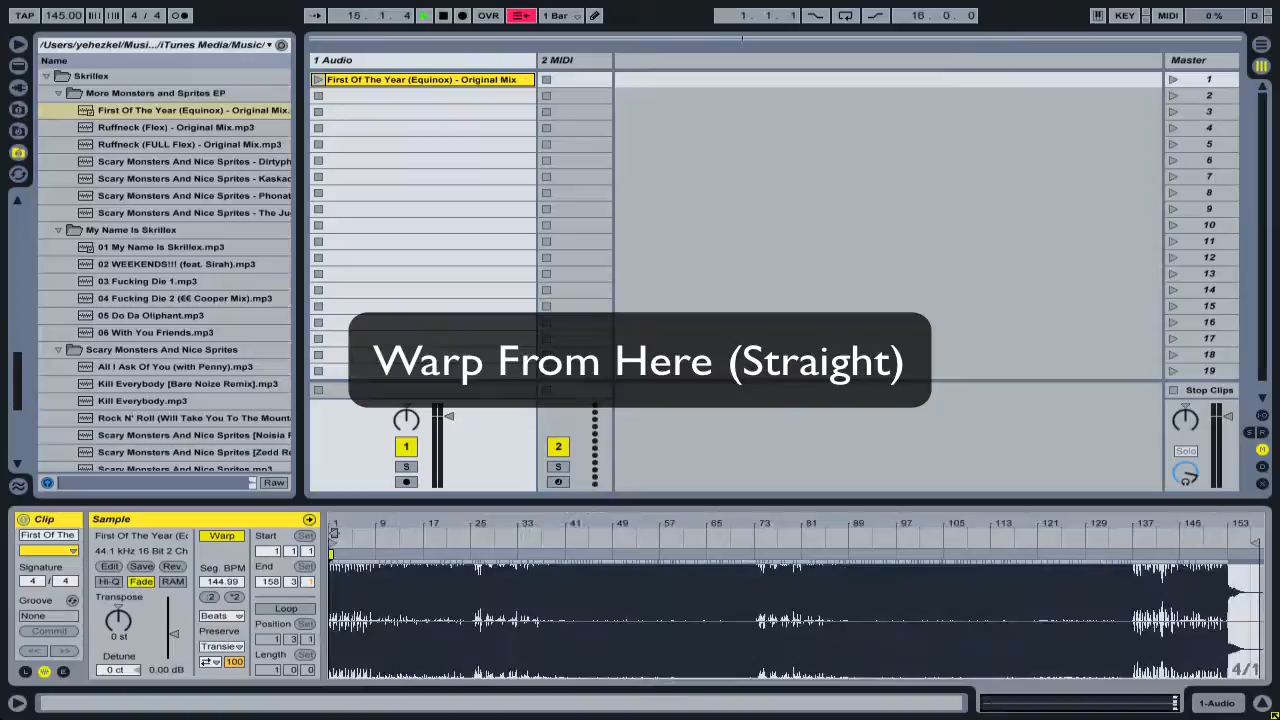 TAP 145.00 4 / 4 15 . 1 . 4 OVR 1 Bar 1 . 1 . 1 16 . 0 . 0 KEY MIDI 0 % D
/Users/yehezkel/Musi.../iTunes Media/Music/
Name
Skrillex
More Monsters and Sprites EP
First Of The Year (Equinox) - Original Mix.
Ruffneck (Flex) - Original Mix.mp3
Ruffneck (FULL Flex) - Original Mix.mp3
Scary Monsters And Nice Sprites - Dirtyph
Scary Monsters And Nice Sprites - Kaskac
Scary Monsters And Nice Sprites - Phonat
Scary Monsters And Nice Sprites - The Ju
My Name Is Skrillex
01 My Name Is Skrillex.mp3
02 WEEKENDS!!! (feat. Sirah).mp3
03 Fucking Die 1.mp3
04 Fucking Die 2 (€€ Cooper Mix).mp3
05 Do Da Oliphant.mp3
06 With You Friends.mp3
Scary Monsters And Nice Sprites
All I Ask Of You (with Penny).mp3
Kill Everybody [Bare Noize Remix].mp3
Kill Everybody.mp3
Rock N' Roll (Will Take You To The Mounta
Scary Monsters And Nice Sprites [Noisia R
Scary Monsters And Nice Sprites [Zedd Re
Scary Monsters And Nice Sprites.mp3
Raw
1 Audio 2 MIDI Master
First Of The Year (Equinox) - Original Mix
1
2
3
4
5
6
7
8
9
10
11
12
13
14
15
16
17
18
19
Warp From Here (Straight)
Stop Clips
1 2
S S Solo
Clip
First Of The
Signature
4 / 4
Groove
None
Commit
<< >>
L E
Sample
First Of The Year (Ec
44.1 kHz 16 Bit 2 Ch
Edit Save Rev.
Hi-Q Fade RAM
Transpose
0 st
Detune
0 ct 0.00 dB
Warp
Seg. BPM
144.99
:2 *2
Beats
Preserve
Transie
100
Start Set
1 1 1
End Set
158 3 1
Loop
Position Set
1 3 1
Length Set
1 0 0
1 9 17 25 33 41 49 57 65 73 81 89 97 105 113 121 129 137 145 153
4/1
1-Audio